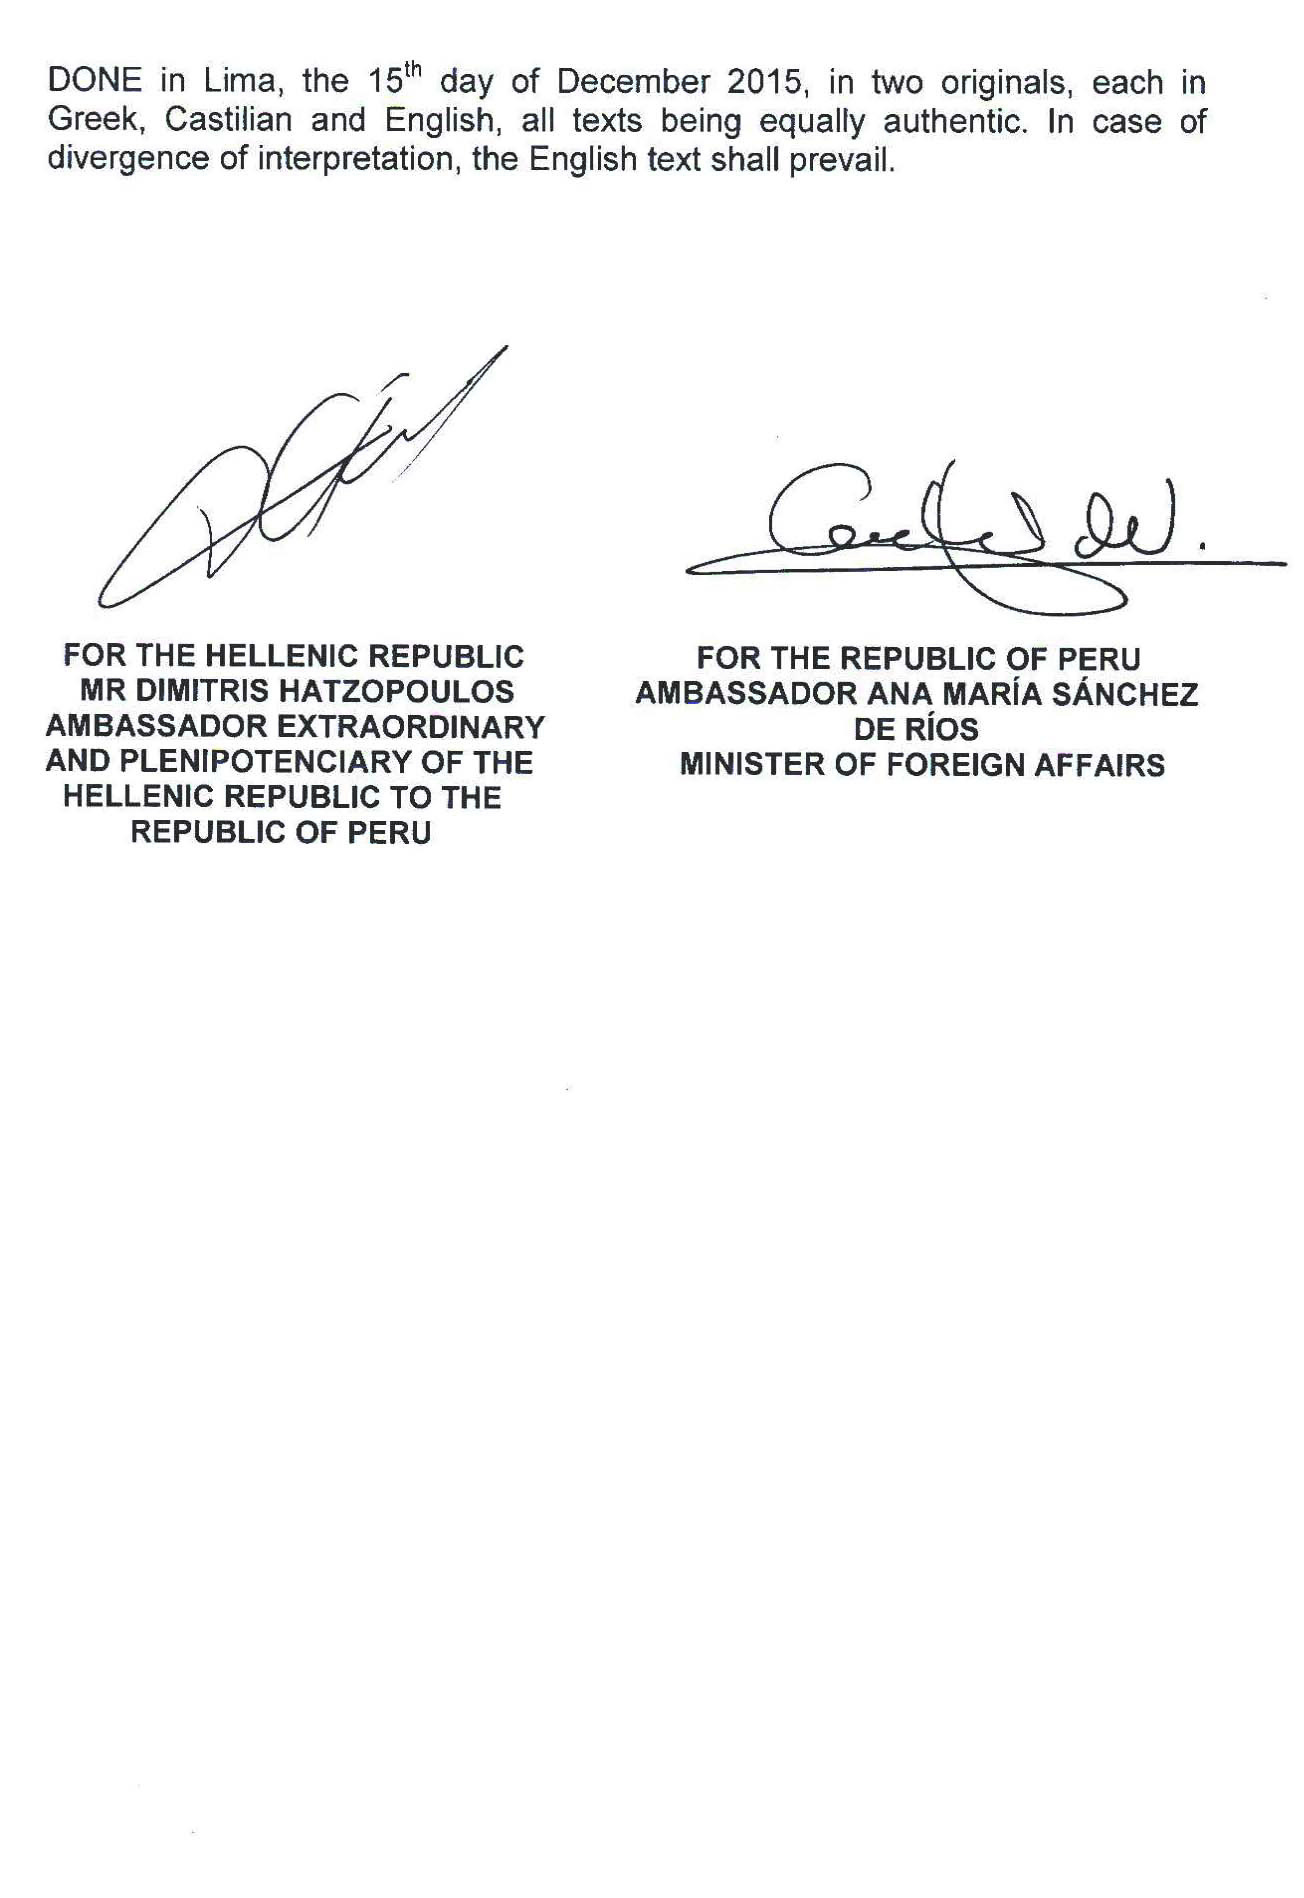 DONE in Lima, the 15th day of December 2015, in two originals, each in
Greek, Castilian and English, all texts being equally authentic. In case of
divergence of interpretation, the English text shall prevail.
FOR THE HELLENIC REPUBLIC
MR DIMITRIS HATZOPOULOS
AMBASSADOR EXTRAORDINARY
AND PLENIPOTENCIARY OF THE
HELLENIC REPUBLIC TO THE
REPUBLIC OF PERU
FOR THE REPUBLIC OF PERU
AMBASSADOR ANA MARÍA SÁNCHEZ
DE RÍOS
MINISTER OF FOREIGN AFFAIRS